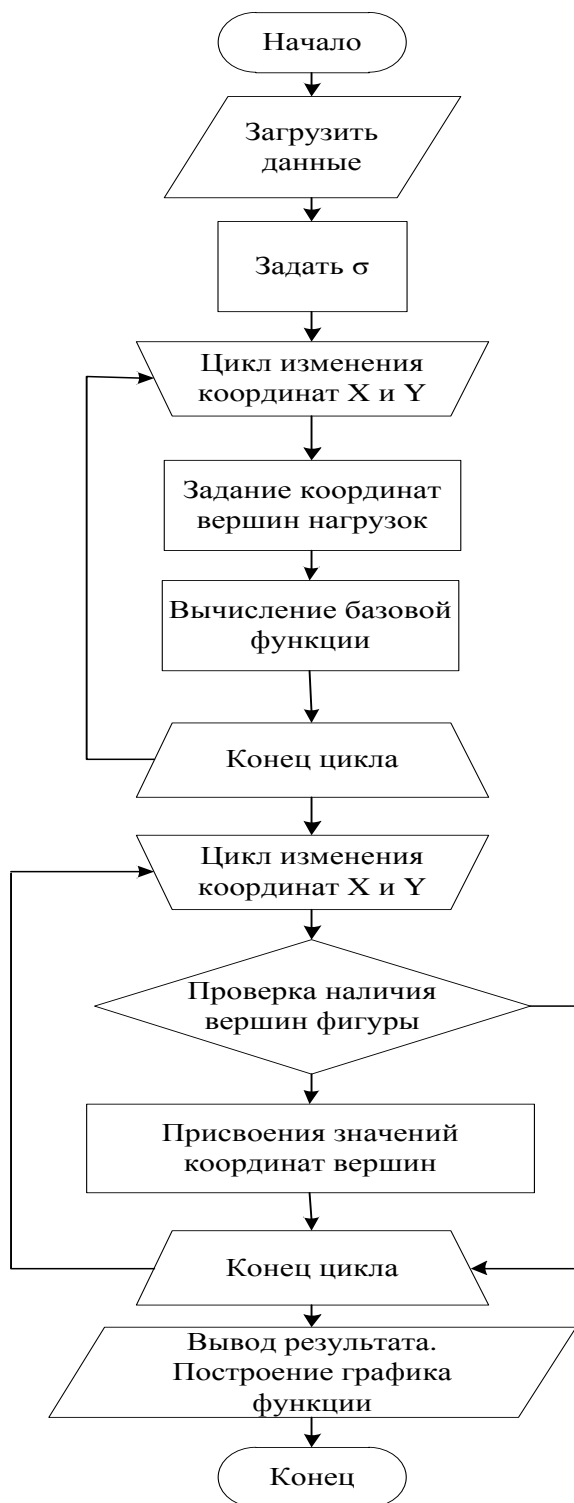 Начало
Загрузить
данные
Задать σ
Цикл изменения
координат X и Y
Задание координат
вершин нагрузок
Вычисление базовой
функции
Конец цикла
Цикл изменения
координат X и Y
Проверка наличия
вершин фигуры
Присвоения значений
координат вершин
Конец цикла
Вывод результата.
Построение графика
функции
Конец